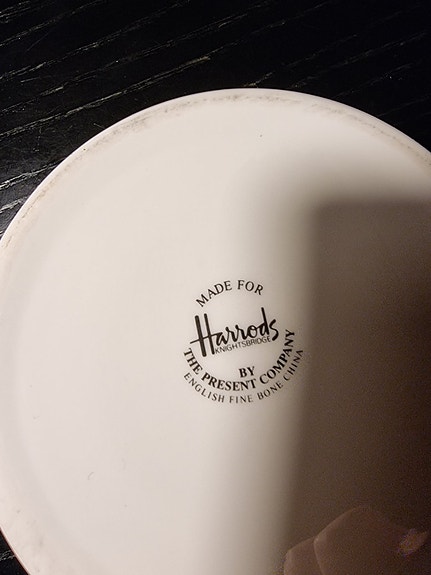 MADE FOR
Harrods
KNIGHTSBRIDGE
BY
THE PRESENT COMPANY
ENGLISH FINE BONE CHINA